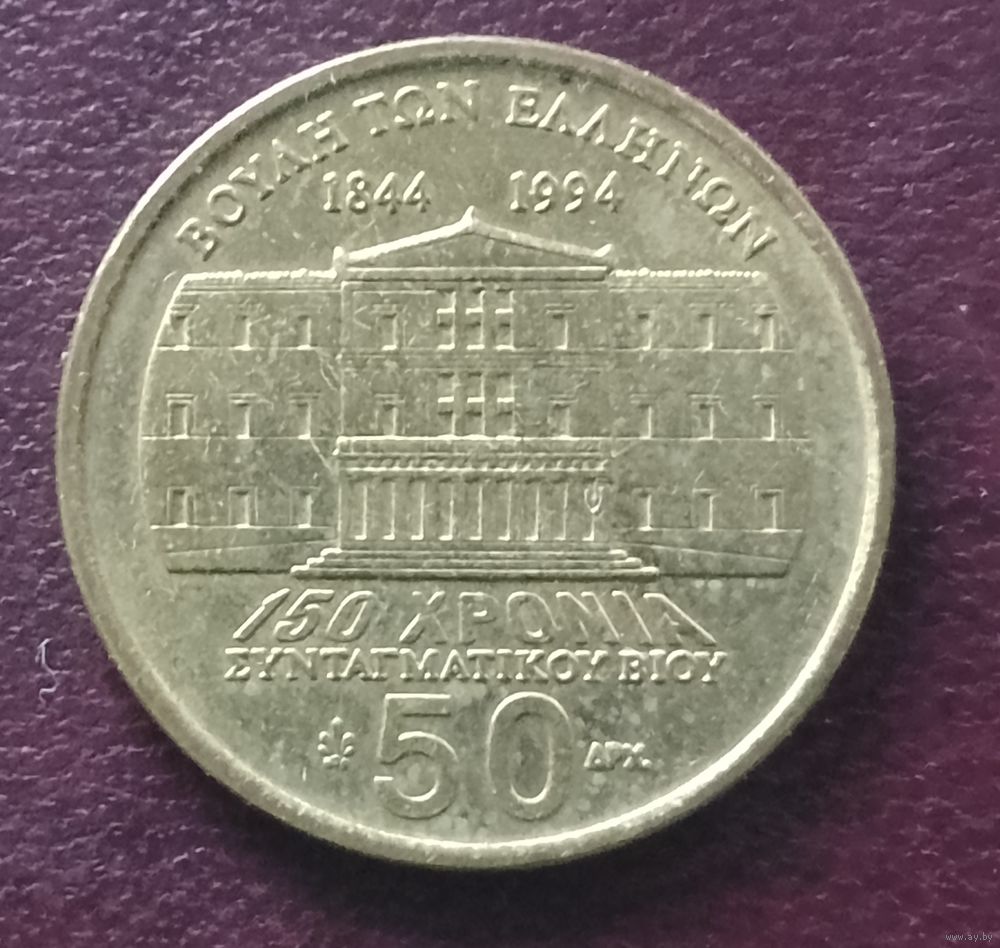 ΒΟΥΛΗ ΤΩΝ ΕΛΛΗΝΩΝ
1844 1994
150 ΧΡΟΝΙΑ
ΣΥΝΤΑΓΜΑΤΙΚΟΥ ΒΙΟΥ
50 ΔΡΧ.
www.ay.by